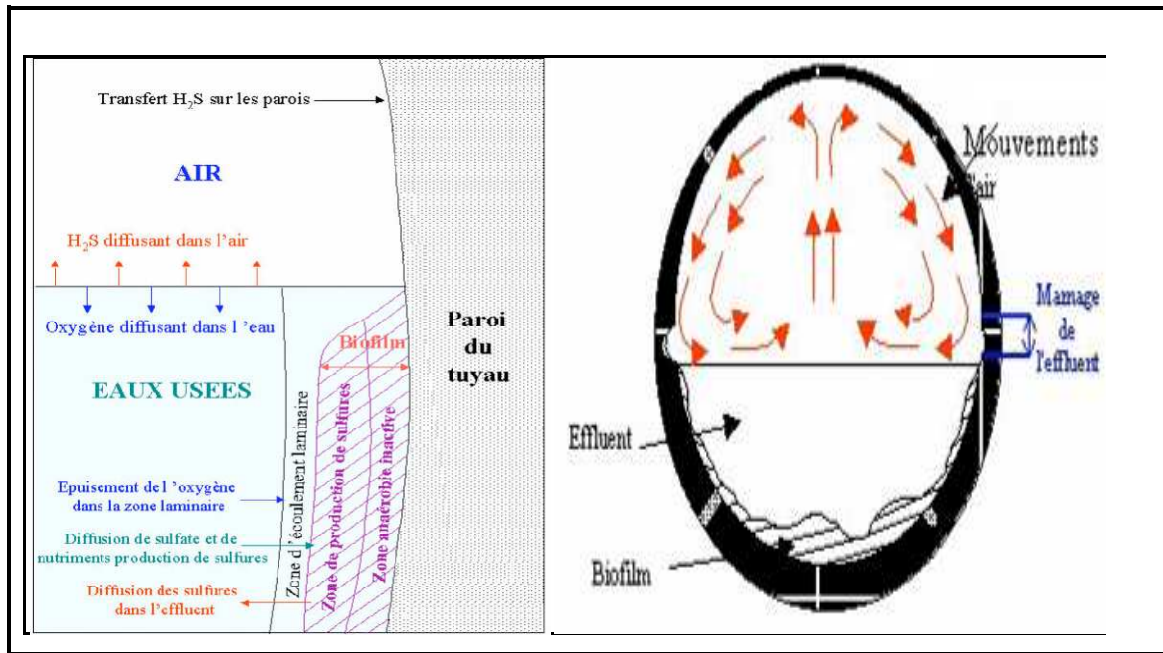 Transfert H₂S sur les parois
AIR
H₂S diffusant dans l'air
Oxygène diffusant dans l 'eau
EAUX USEES
Epuisement de l 'oxygène
dans la zone laminaire
Diffusion de sulfate et de
nutriments production de sulfures
Diffusion des sulfures
dans l'effluent
Zone d 'écoulement laminaire
Biofilm
Zone de production de sulfures
Zone anaérobie inactive
Paroi
du
tuyau
Mouvements
l'air
Mamage
de
l'effluent
Effluent
Biofilm